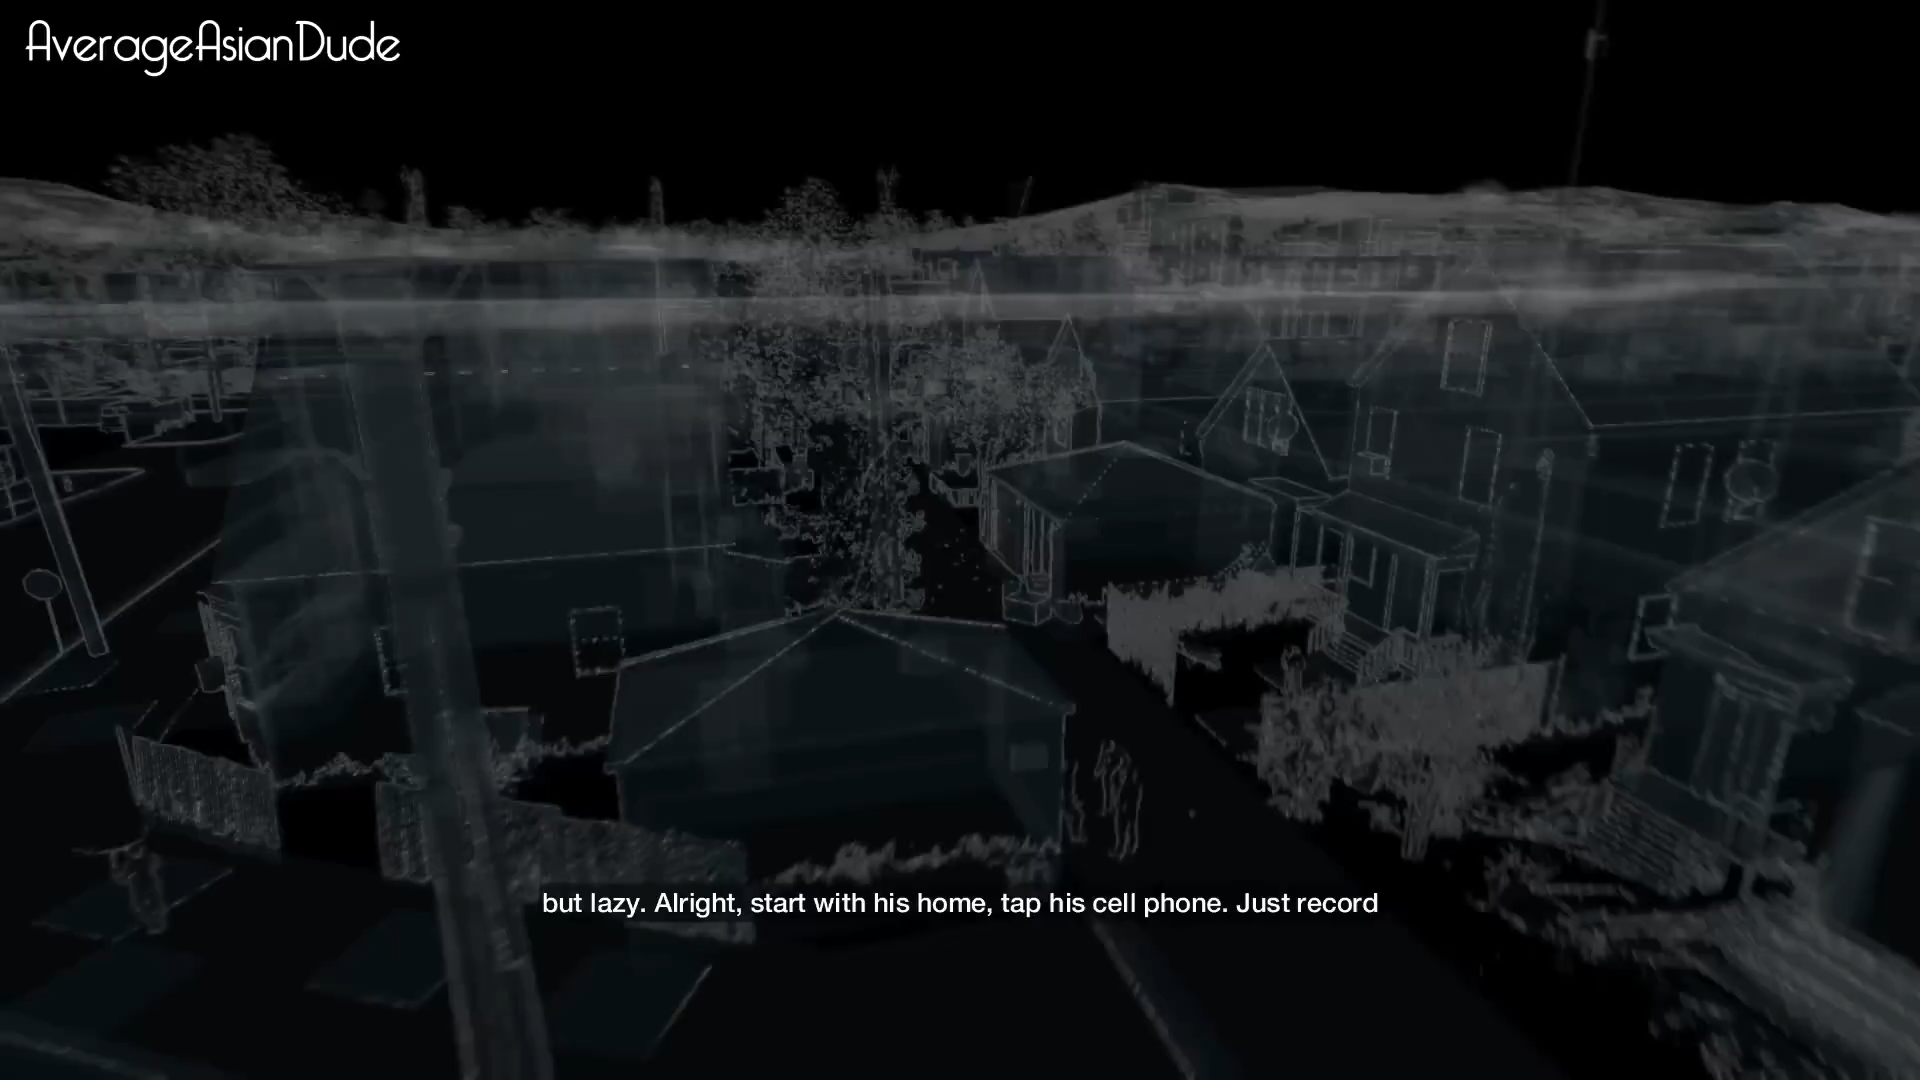 AverageAsianDude
but lazy. Alright, start with his home, tap his cell phone. Just record